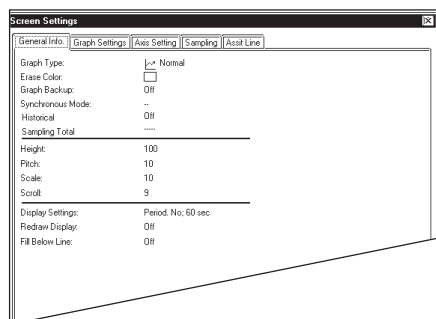 Screen Settings
General Info. Graph Settings Axis Setting Sampling Assit Line
Graph Type: Normal
Erase Color:
Graph Backup: Off
Synchronous Mode: --
Historical Off
Sampling Total -----
Height: 100
Pitch: 10
Scale: 10
Scroll: 9
Display Settings: Period. No; 60 sec
Redraw Display: Off
Fill Below Line: Off